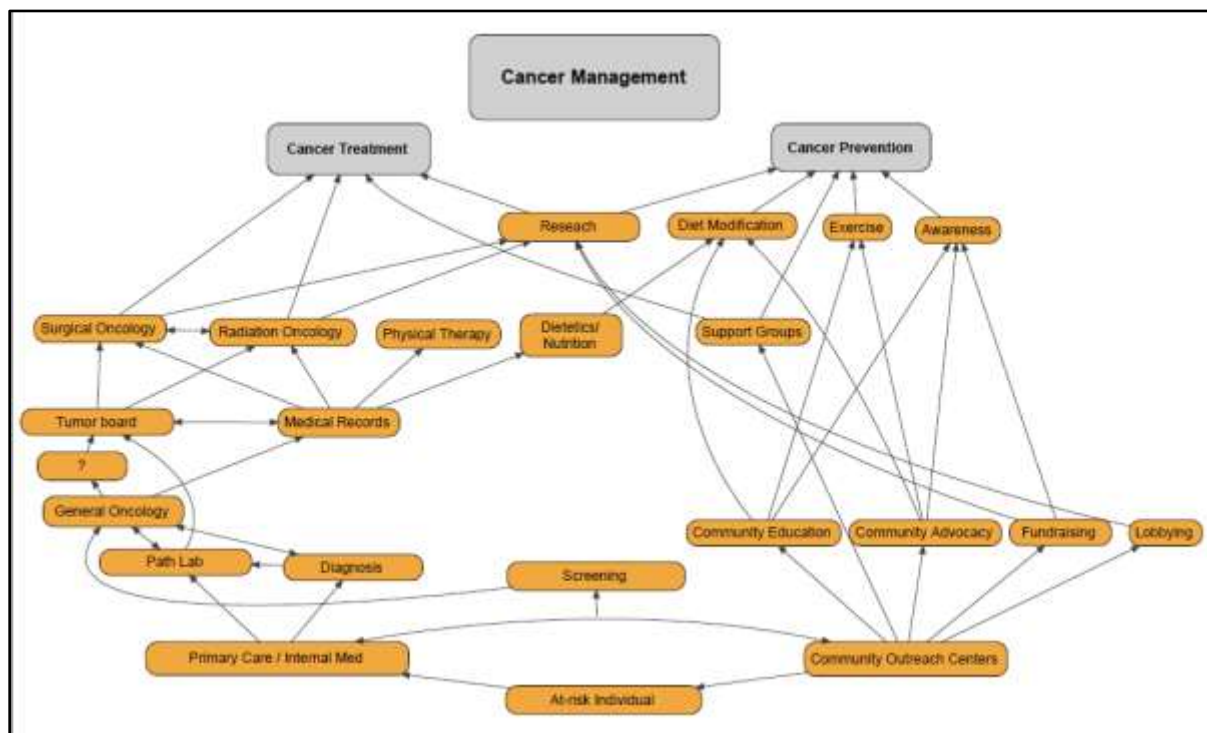 Cancer Management
Cancer Treatment
Cancer Prevention
Reseach
Diet Modification
Exercise
Awareness
Surgical Oncology
Radiation Oncology
Physical Therapy
Dietetics/
Nutrition
Support Groups
Tumor board
Medical Records
?
General Oncology
Community Education
Community Advocacy
Fundraising
Lobbying
Path Lab
Diagnosis
Screening
Primary Care / Internal Med
Community Outreach Centers
At-risk Individual